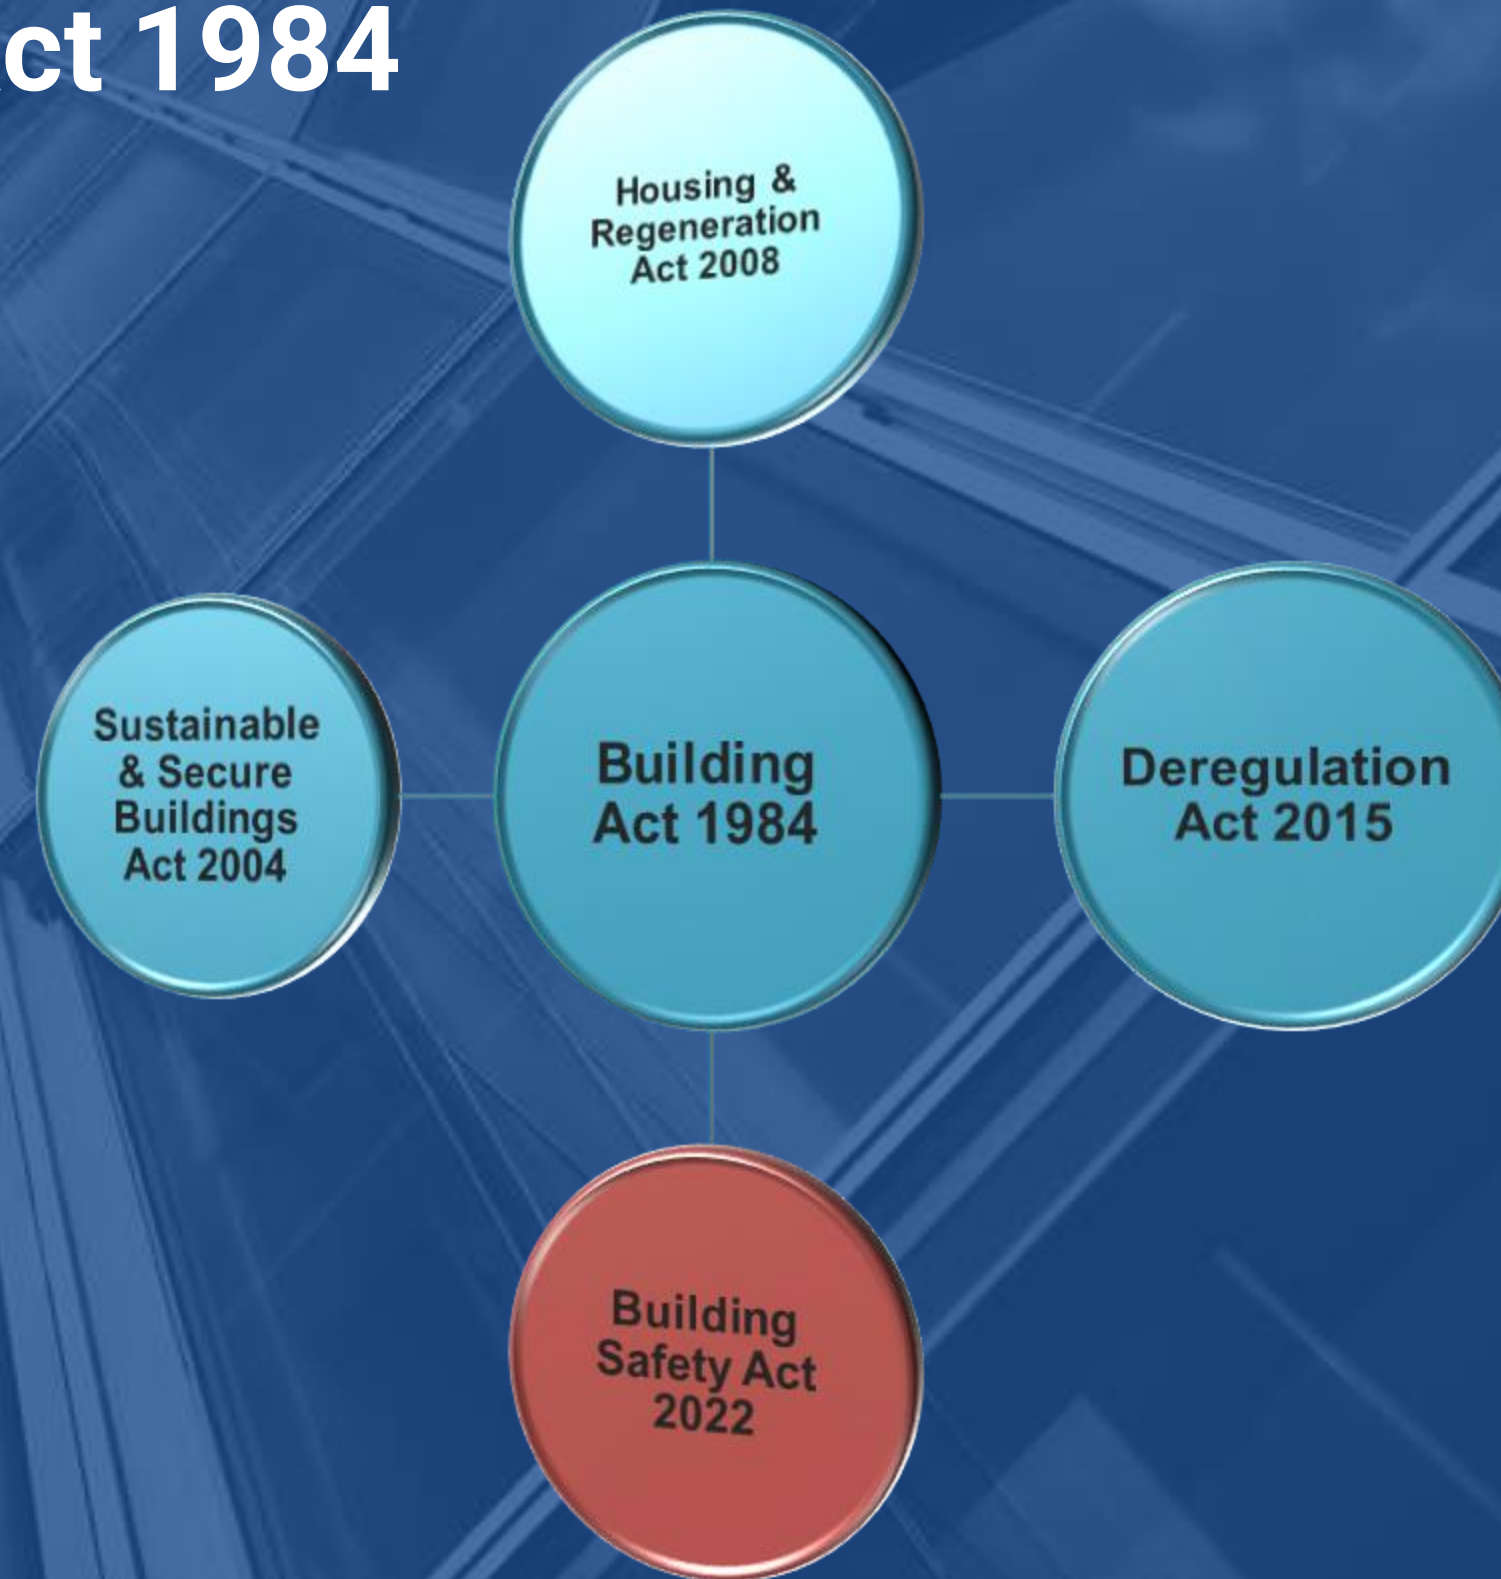 ct 1984
Housing &
Regeneration
Act 2008
Sustainable
& Secure
Buildings
Act 2004
Building
Act 1984
Deregulation
Act 2015
Building
Safety Act
2022